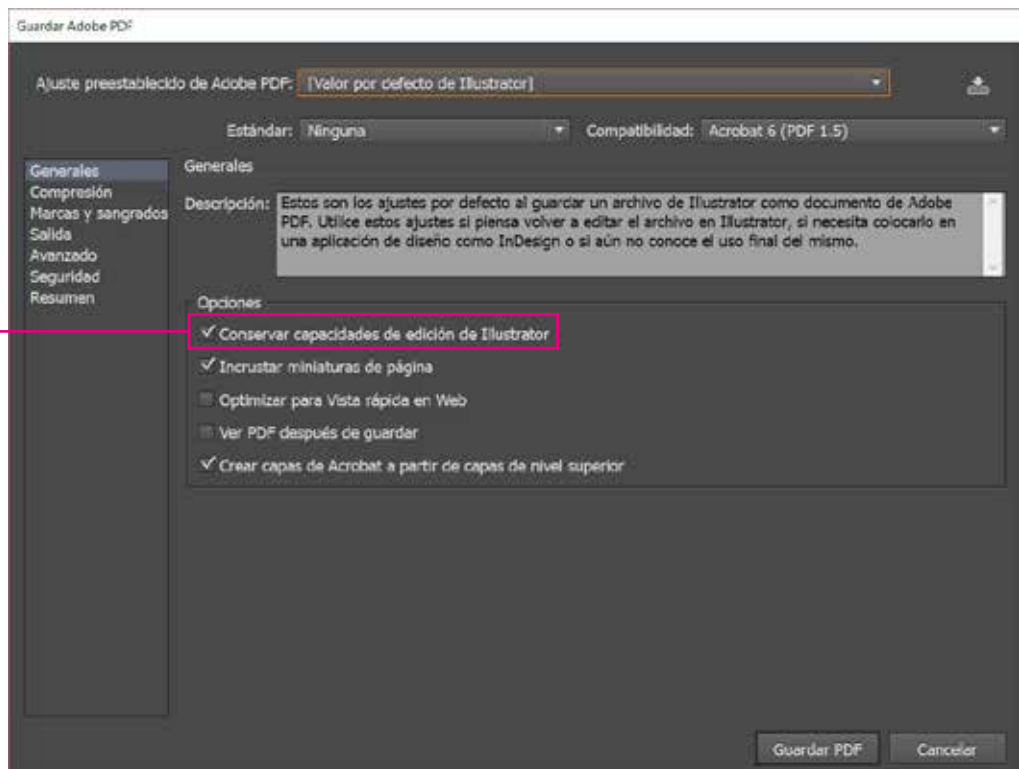 Guardar Adobe PDF
Ajuste preestablecido de Adobe PDF: [Valor por defecto de Illustrator]
Estándar: Ninguna Compatibilidad: Acrobat 6 (PDF 1.5)
Generales
Compresión
Marcas y sangrados
Salida
Avanzado
Seguridad
Resumen
Generales
Descripción: Estos son los ajustes por defecto al guardar un archivo de Illustrator como documento de Adobe
PDF. Utilice estos ajustes si piensa volver a editar el archivo en Illustrator, si necesita colocarlo en
una aplicación de diseño como InDesign o si aún no conoce el uso final del mismo.
Opciones
Conservar capacidades de edición de Illustrator
Incrustar miniaturas de página
Optimizar para Vista rápida en Web
Ver PDF después de guardar
Crear capas de Acrobat a partir de capas de nivel superior
Guardar PDF Cancelar